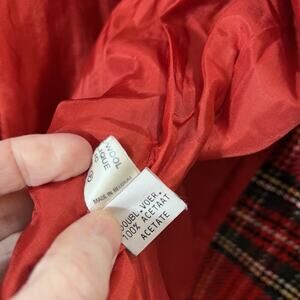 WOOL
MADE IN BELGIUM
DOUBL.-VOER.
100% ACETAAT
ACETATE